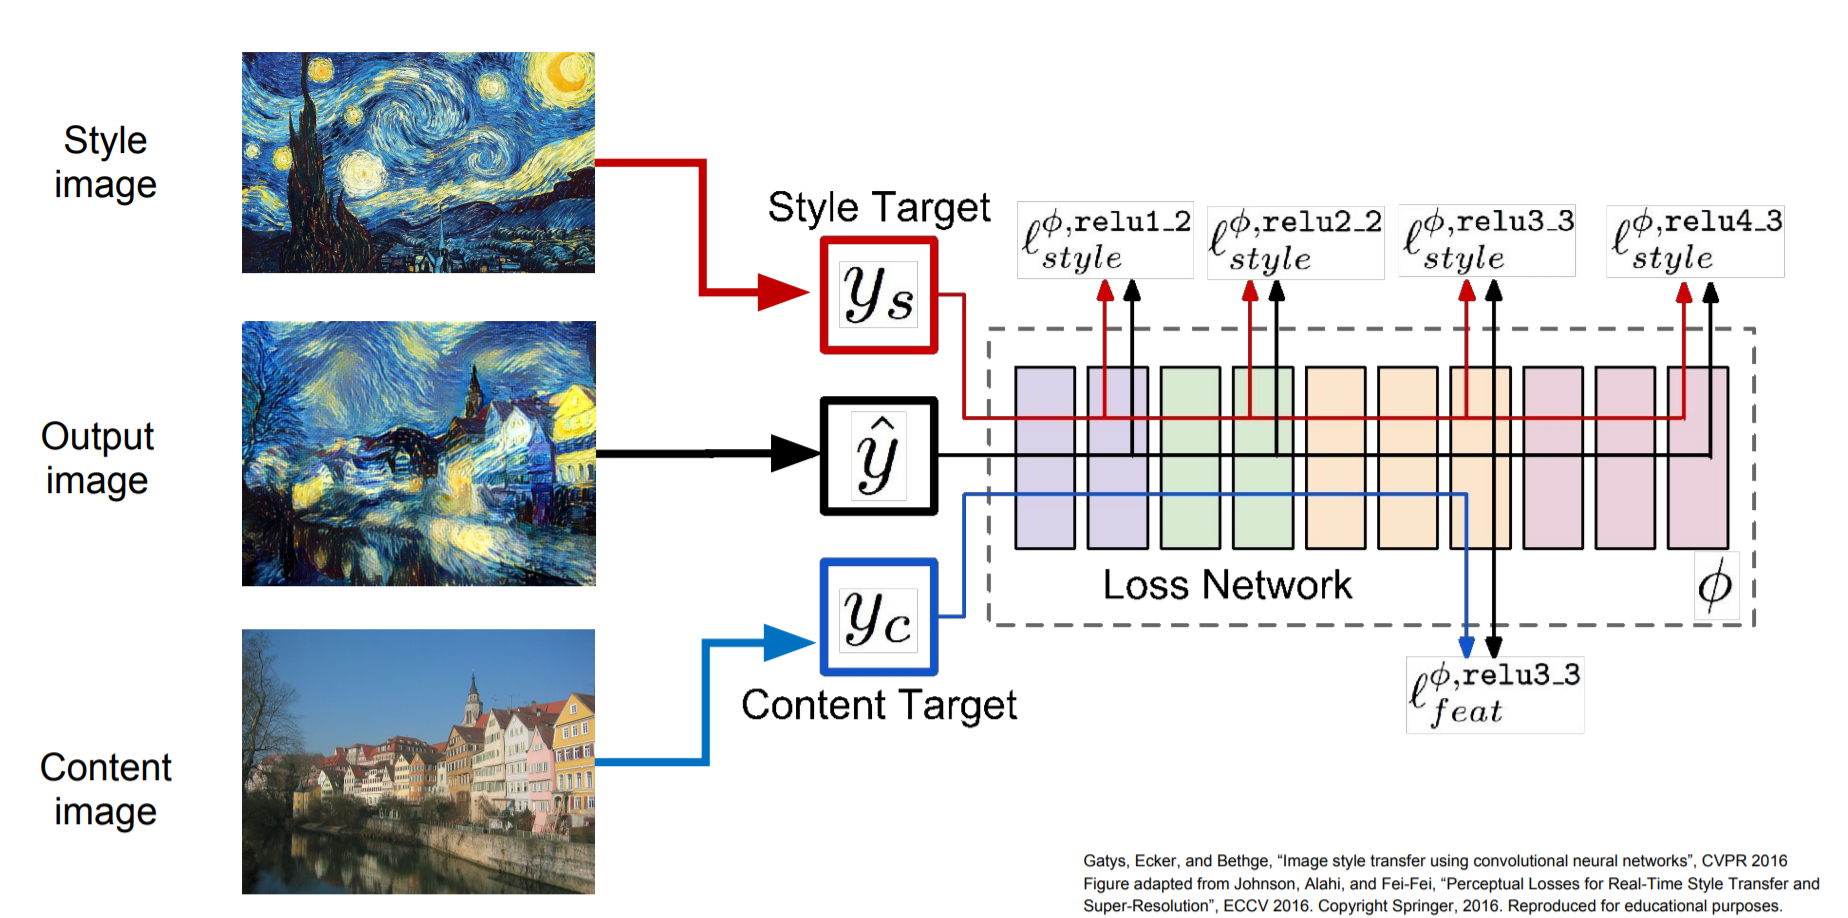 Style
image
Output
image
Content
image
Style Target
y_s
ŷ
y_c
Content Target
ℓ^{ϕ,relu1_2}_{style}
ℓ^{ϕ,relu2_2}_{style}
ℓ^{ϕ,relu3_3}_{style}
ℓ^{ϕ,relu4_3}_{style}
Loss Network
ϕ
ℓ^{ϕ,relu3_3}_{feat}
Gatys, Ecker, and Bethge, “Image style transfer using convolutional neural networks”, CVPR 2016
Figure adapted from Johnson, Alahi, and Fei-Fei, “Perceptual Losses for Real-Time Style Transfer and
Super-Resolution”, ECCV 2016. Copyright Springer, 2016. Reproduced for educational purposes.